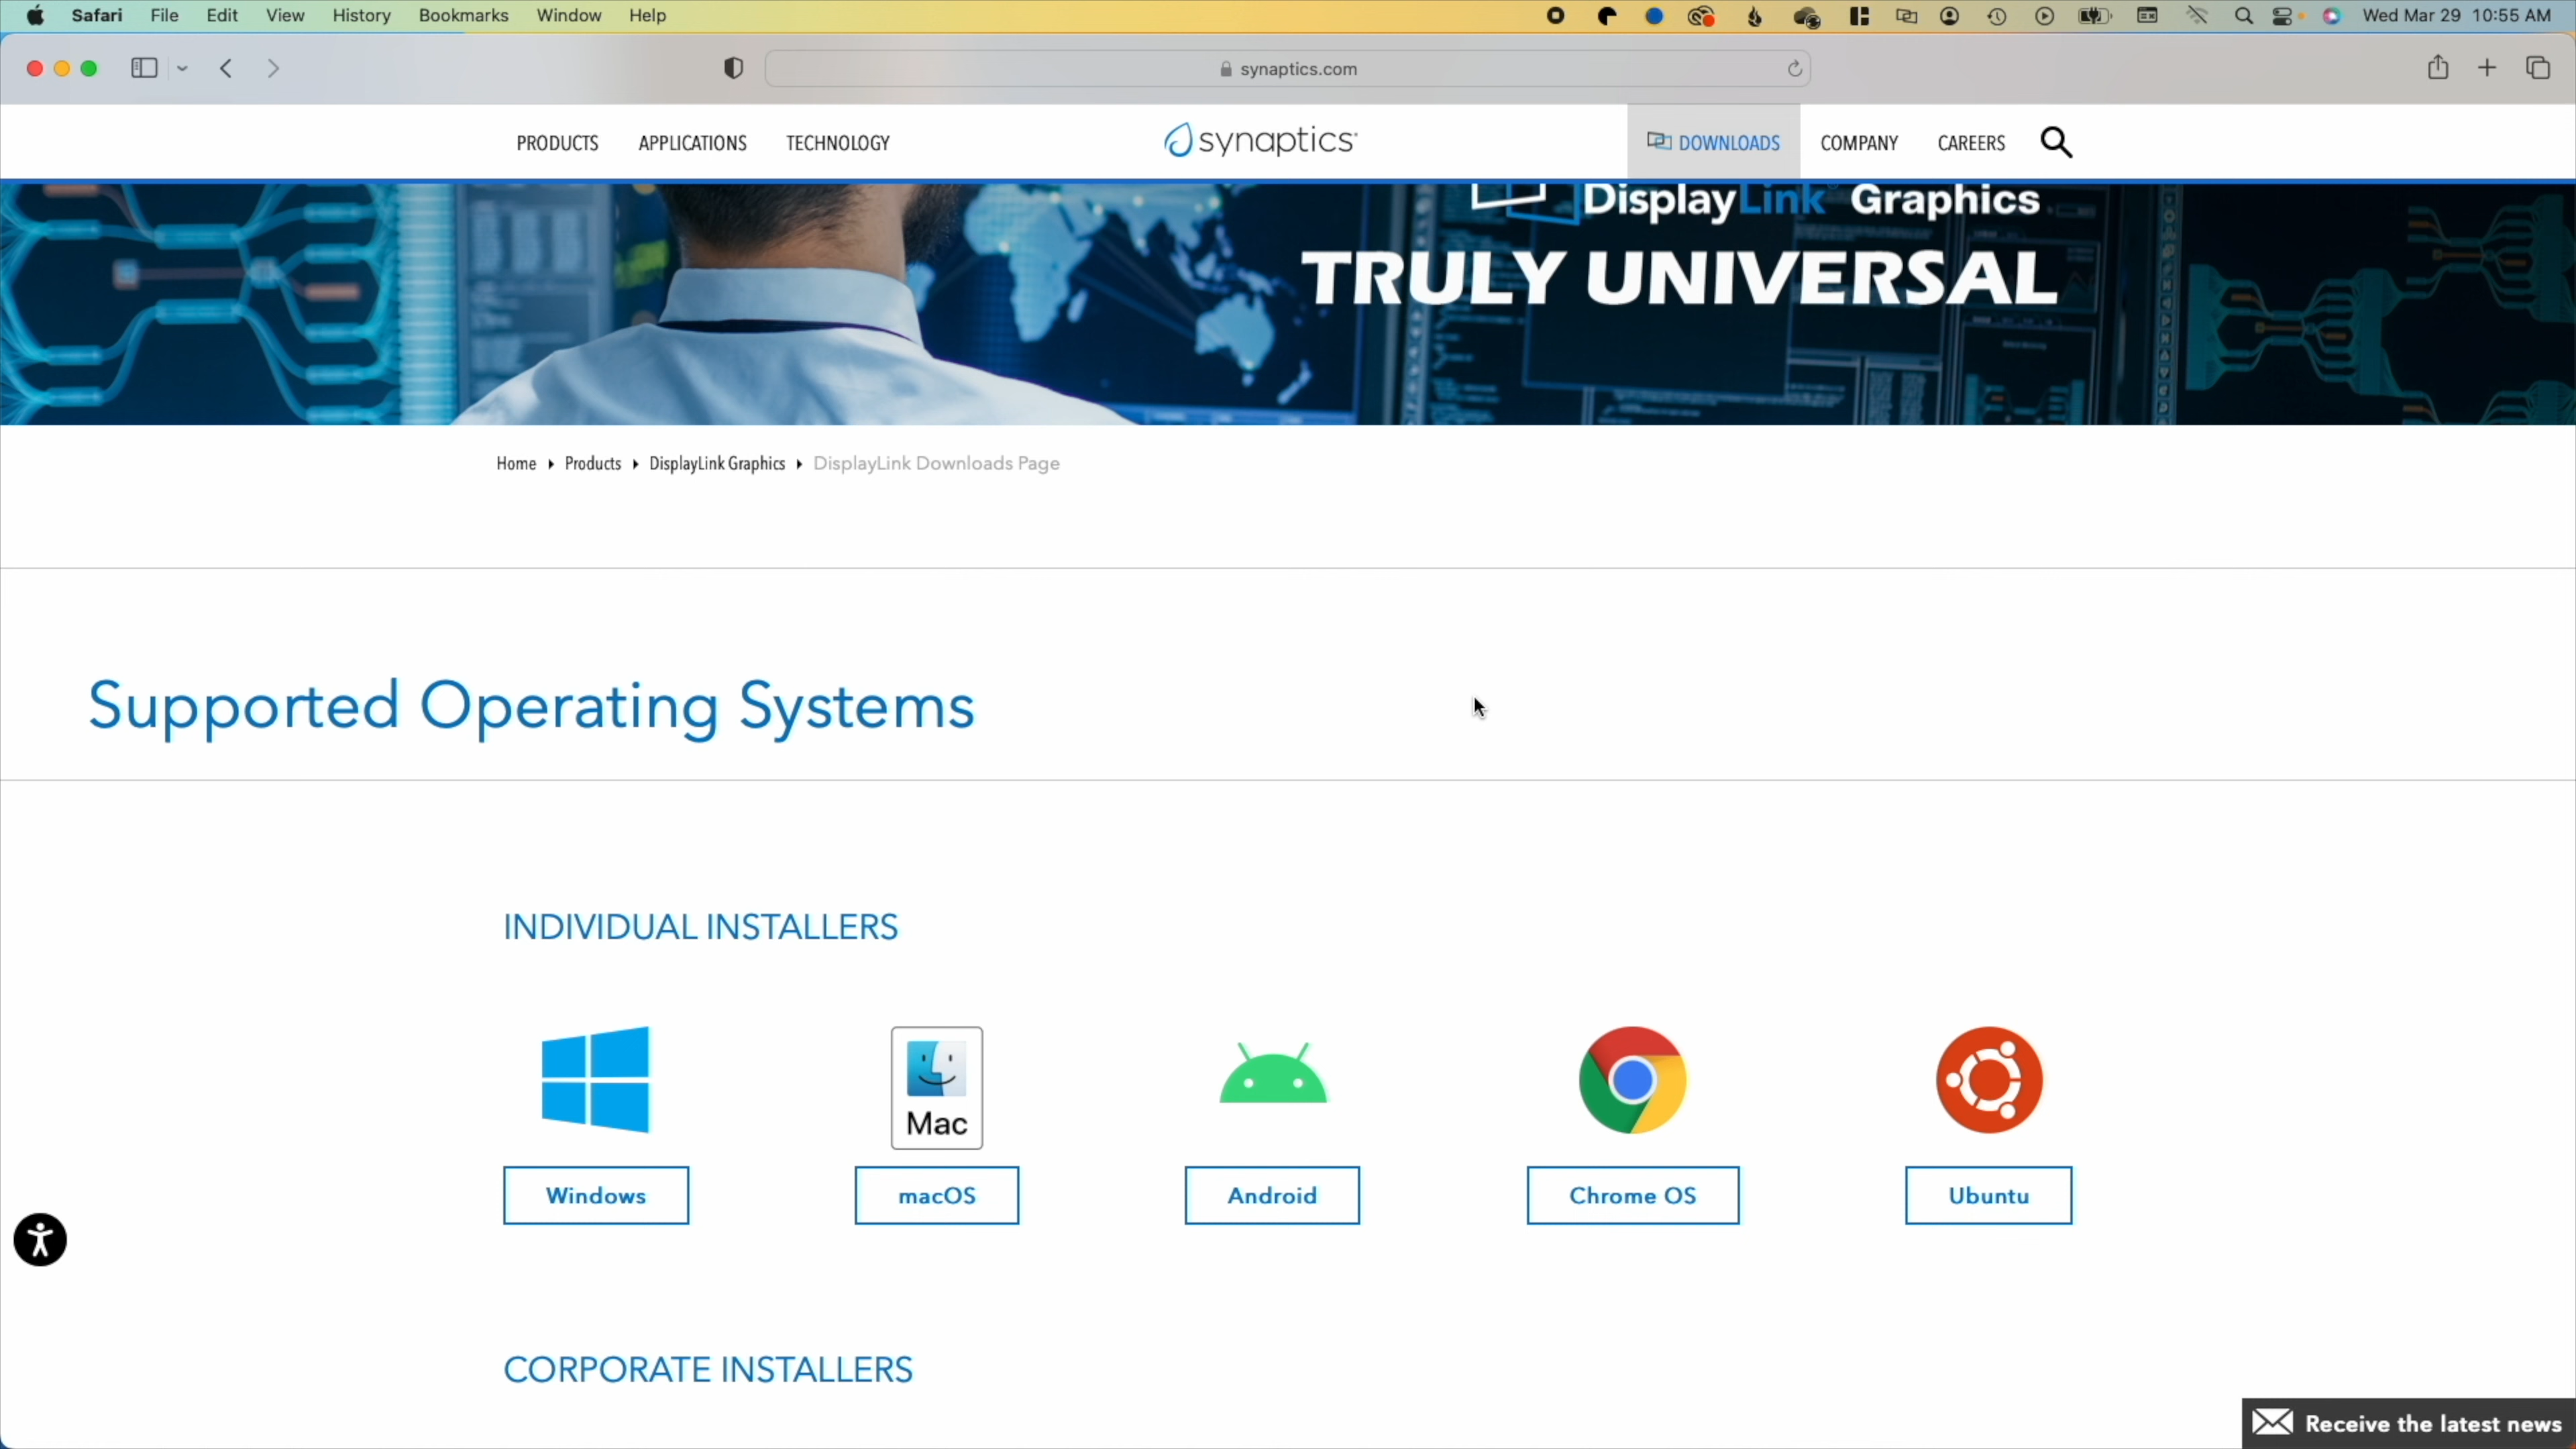 Safari File Edit View History Bookmarks Window Help Wed Mar 29 10:55 AM
synaptics.com
PRODUCTS APPLICATIONS TECHNOLOGY synaptics DOWNLOADS COMPANY CAREERS
DisplayLink Graphics
TRULY UNIVERSAL
Home Products DisplayLink Graphics DisplayLink Downloads Page
Supported Operating Systems
INDIVIDUAL INSTALLERS
Mac
Windows macOS Android Chrome OS Ubuntu
CORPORATE INSTALLERS
Receive the latest news